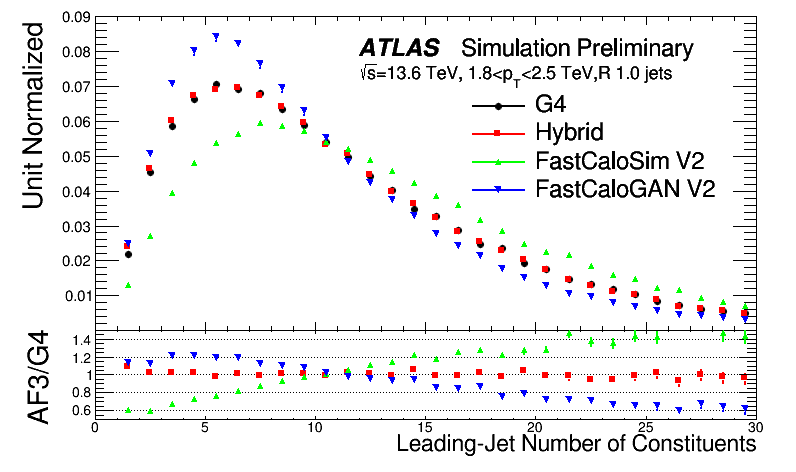 0.09
ATLAS Simulation Preliminary
√s=13.6 TeV, 1.8<p_T<2.5 TeV,R 1.0 jets
G4
Hybrid
FastCaloSim V2
FastCaloGAN V2
Unit Normalized
0.08
0.07
0.06
0.05
0.04
0.03
0.02
0.01
AF3/G4
1.4
1.2
1
0.8
0.6
0 5 10 15 20 25 30
Leading-Jet Number of Constituents